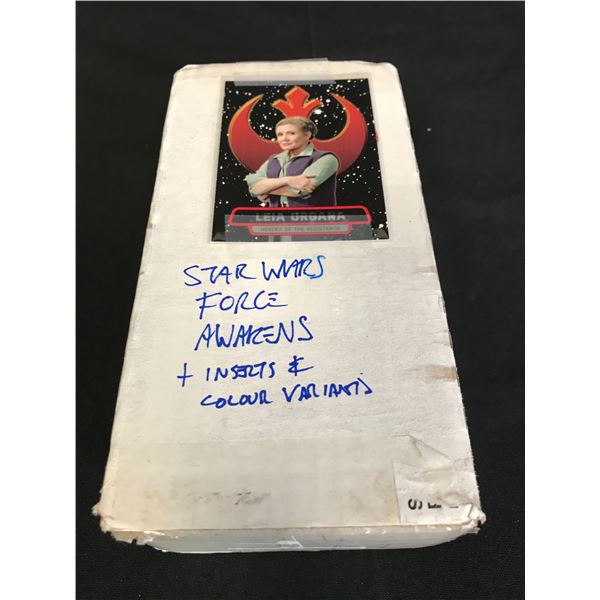 LEIA ORGANA
HEROES OF THE RESISTANCE
STAR WARS
FORCE
AWAKENS
+ INSERTS &
COLOUR VARIANTS